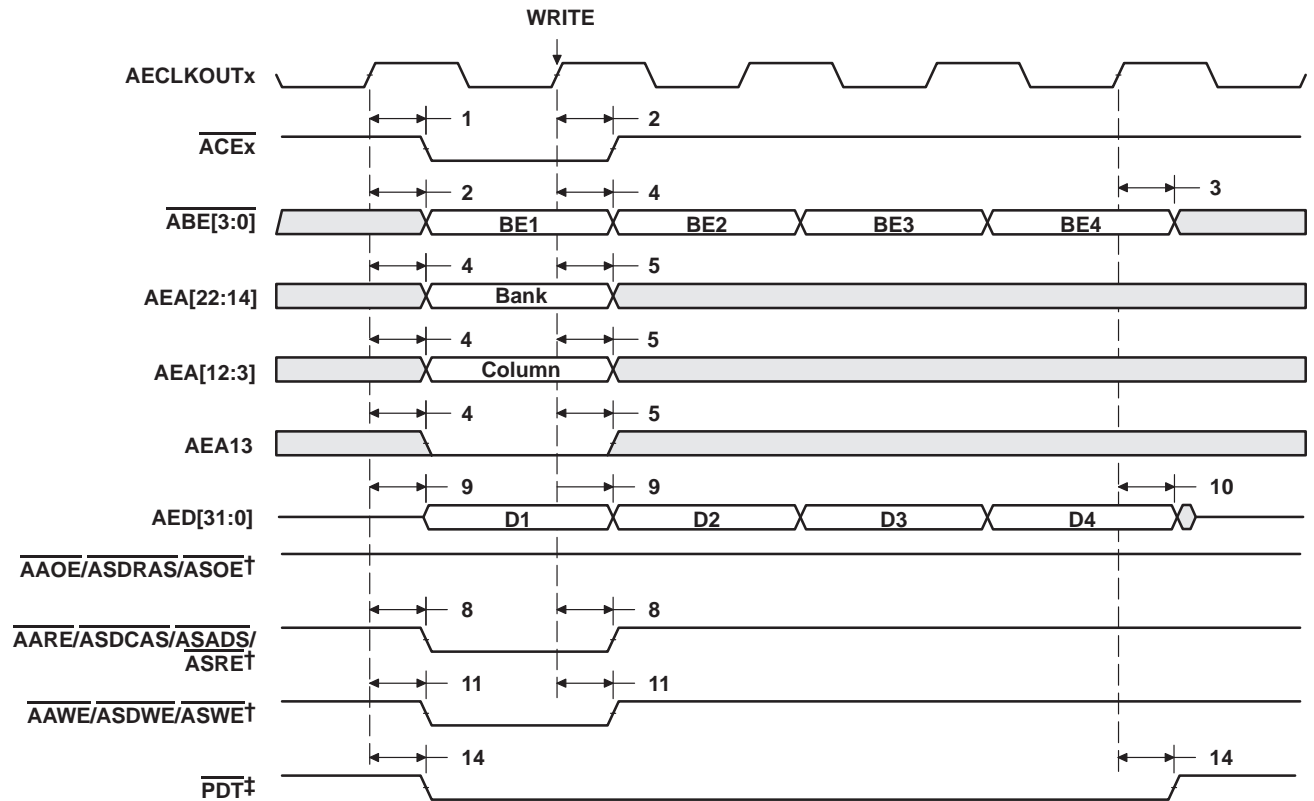 WRITE
AECLKOUTx
1 2
ACEx
2 4 3
ABE[3:0] BE1 BE2 BE3 BE4
4 5
AEA[22:14] Bank
4 5
AEA[12:3] Column
4 5
AEA13
9 9 10
AED[31:0] D1 D2 D3 D4
AAOE/ASDRAS/ASOE†
8 8
AARE/ASDCAS/ASADS/
ASRE†
11 11
AAWE/ASDWE/ASWE†
14 14
PDT‡